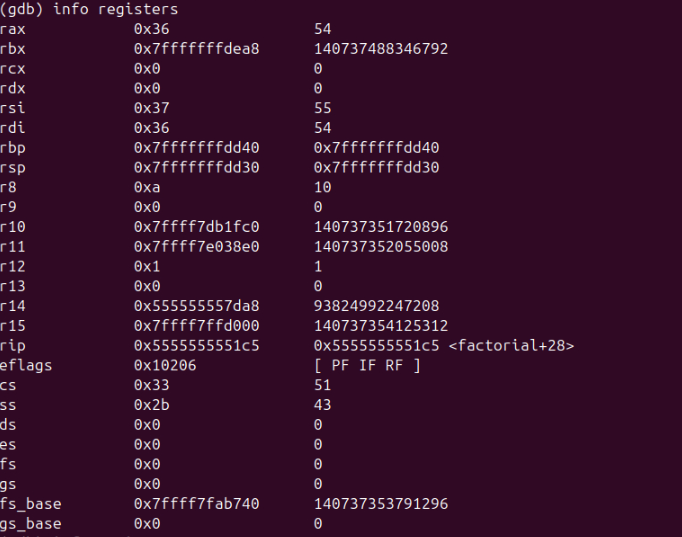 (gdb) info registers
rax 0x36 54
rbx 0x7fffffffdea8 140737488346792
rcx 0x0 0
rdx 0x0 0
rsi 0x37 55
rdi 0x36 54
rbp 0x7fffffffdd40 0x7fffffffdd40
rsp 0x7fffffffdd30 0x7fffffffdd30
r8 0xa 10
r9 0x0 0
r10 0x7ffff7db1fc0 140737351720896
r11 0x7ffff7e038e0 140737352055008
r12 0x1 1
r13 0x0 0
r14 0x555555557da8 93824992247208
r15 0x7ffff7ffd000 140737354125312
rip 0x5555555551c5 0x5555555551c5 <factorial+28>
eflags 0x10206 [ PF IF RF ]
cs 0x33 51
ss 0x2b 43
ds 0x0 0
es 0x0 0
fs 0x0 0
gs 0x0 0
fs_base 0x7ffff7fab740 140737353791296
gs_base 0x0 0